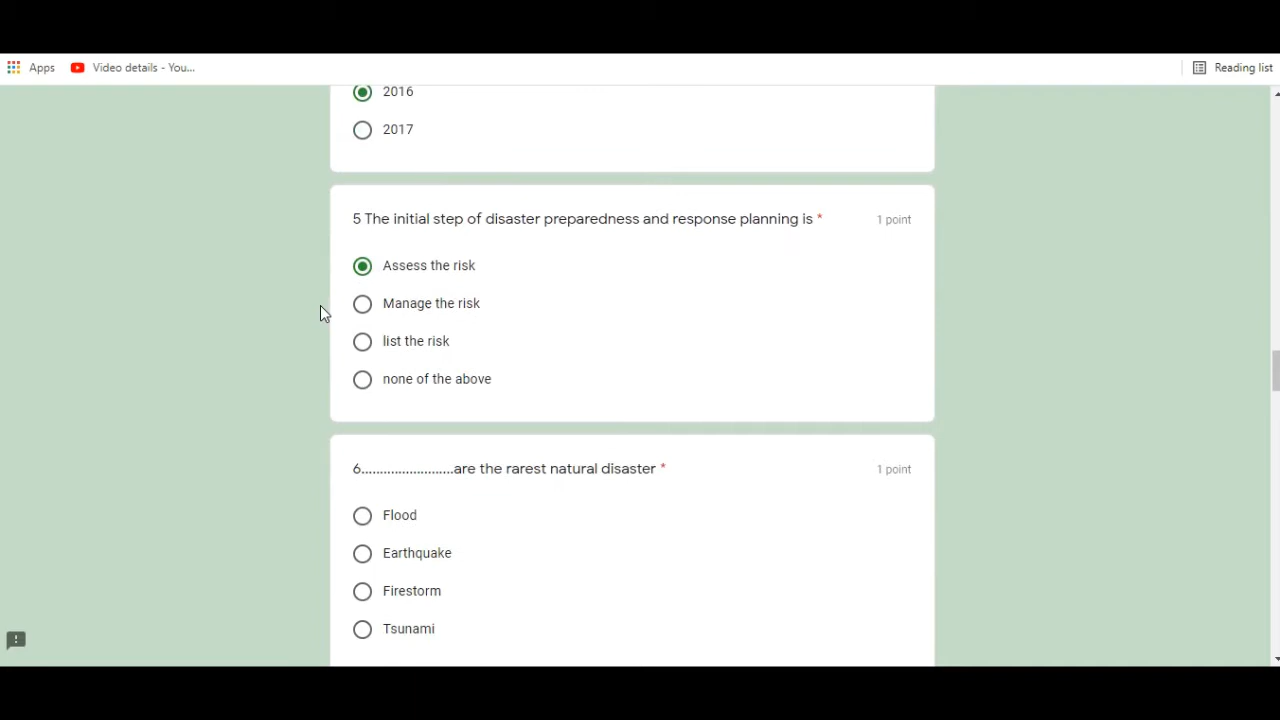 Apps
Video details - You...
Reading list
2016
2017
5 The initial step of disaster preparedness and response planning is *
1 point
Assess the risk
Manage the risk
list the risk
none of the above
6.........................are the rarest natural disaster *
1 point
Flood
Earthquake
Firestorm
Tsunami